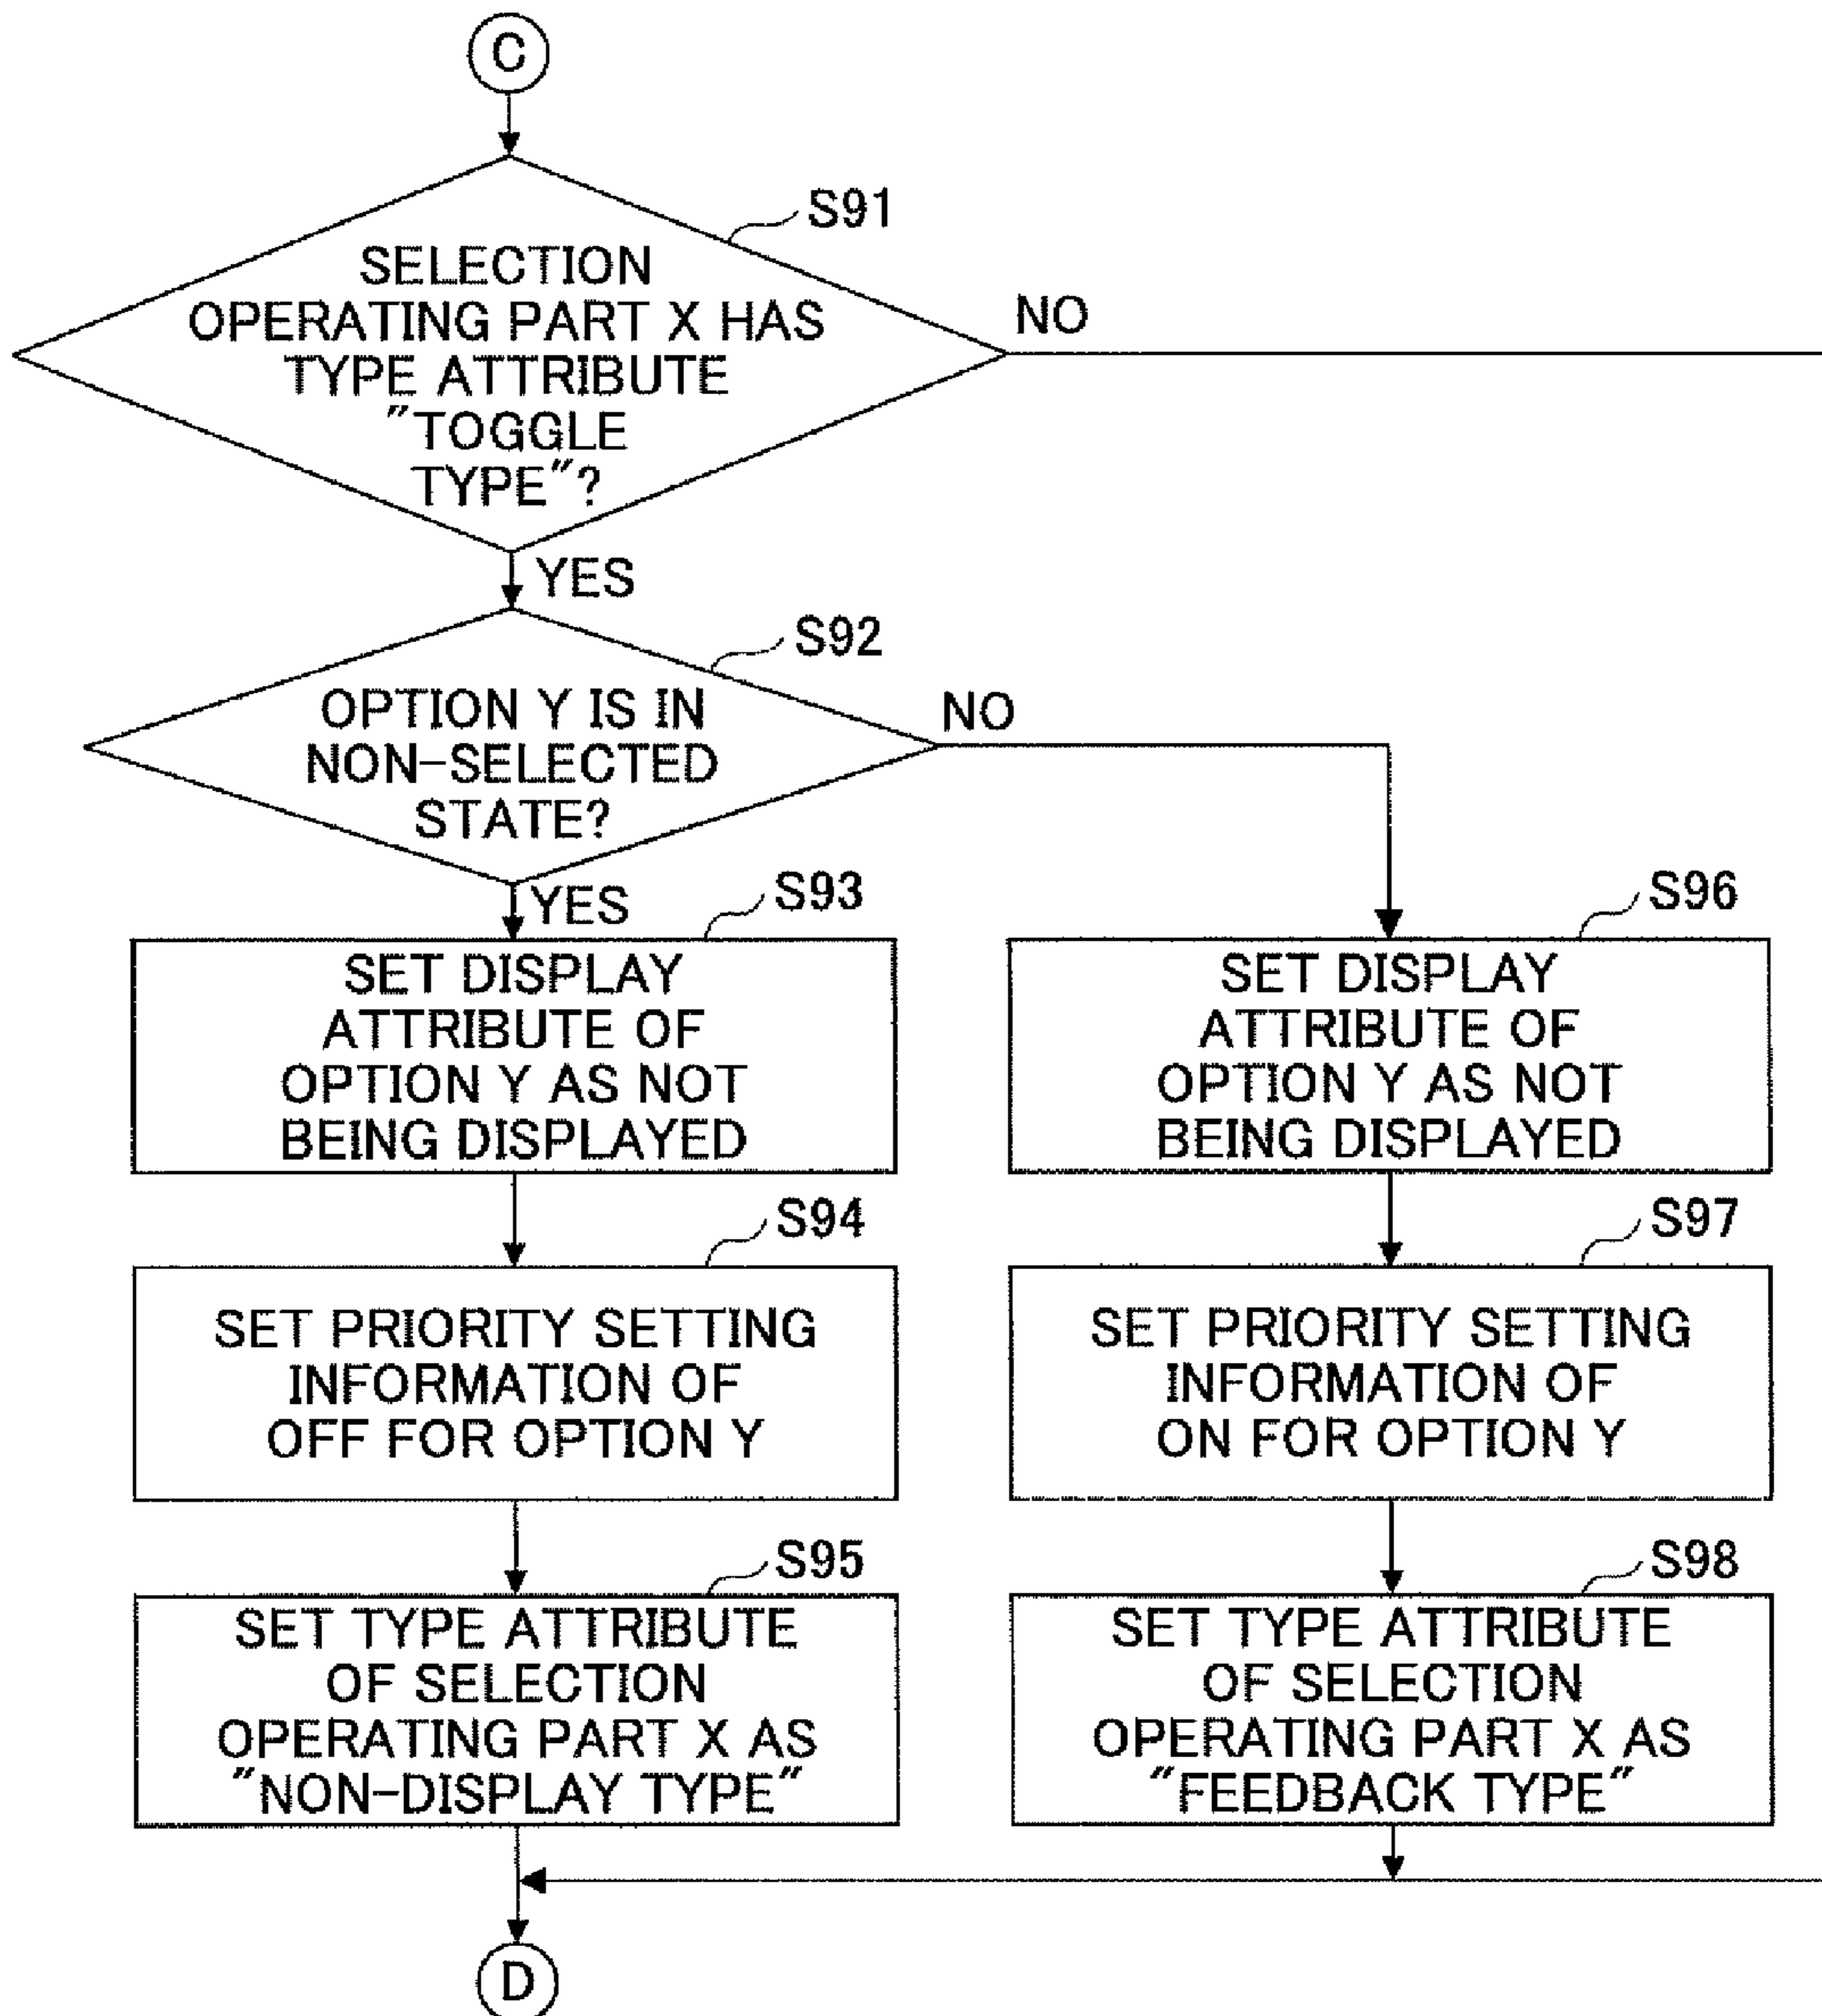 C
S91
SELECTION
OPERATING PART X HAS
TYPE ATTRIBUTE
"TOGGLE
TYPE"?
NO
YES
S92
OPTION Y IS IN
NON-SELECTED
STATE?
NO
YES
S93
SET DISPLAY
ATTRIBUTE OF
OPTION Y AS NOT
BEING DISPLAYED
S96
SET DISPLAY
ATTRIBUTE OF
OPTION Y AS NOT
BEING DISPLAYED
S94
SET PRIORITY SETTING
INFORMATION OF
OFF FOR OPTION Y
S97
SET PRIORITY SETTING
INFORMATION OF
ON FOR OPTION Y
S95
SET TYPE ATTRIBUTE
OF SELECTION
OPERATING PART X AS
"NON-DISPLAY TYPE"
S98
SET TYPE ATTRIBUTE
OF SELECTION
OPERATING PART X AS
"FEEDBACK TYPE"
D